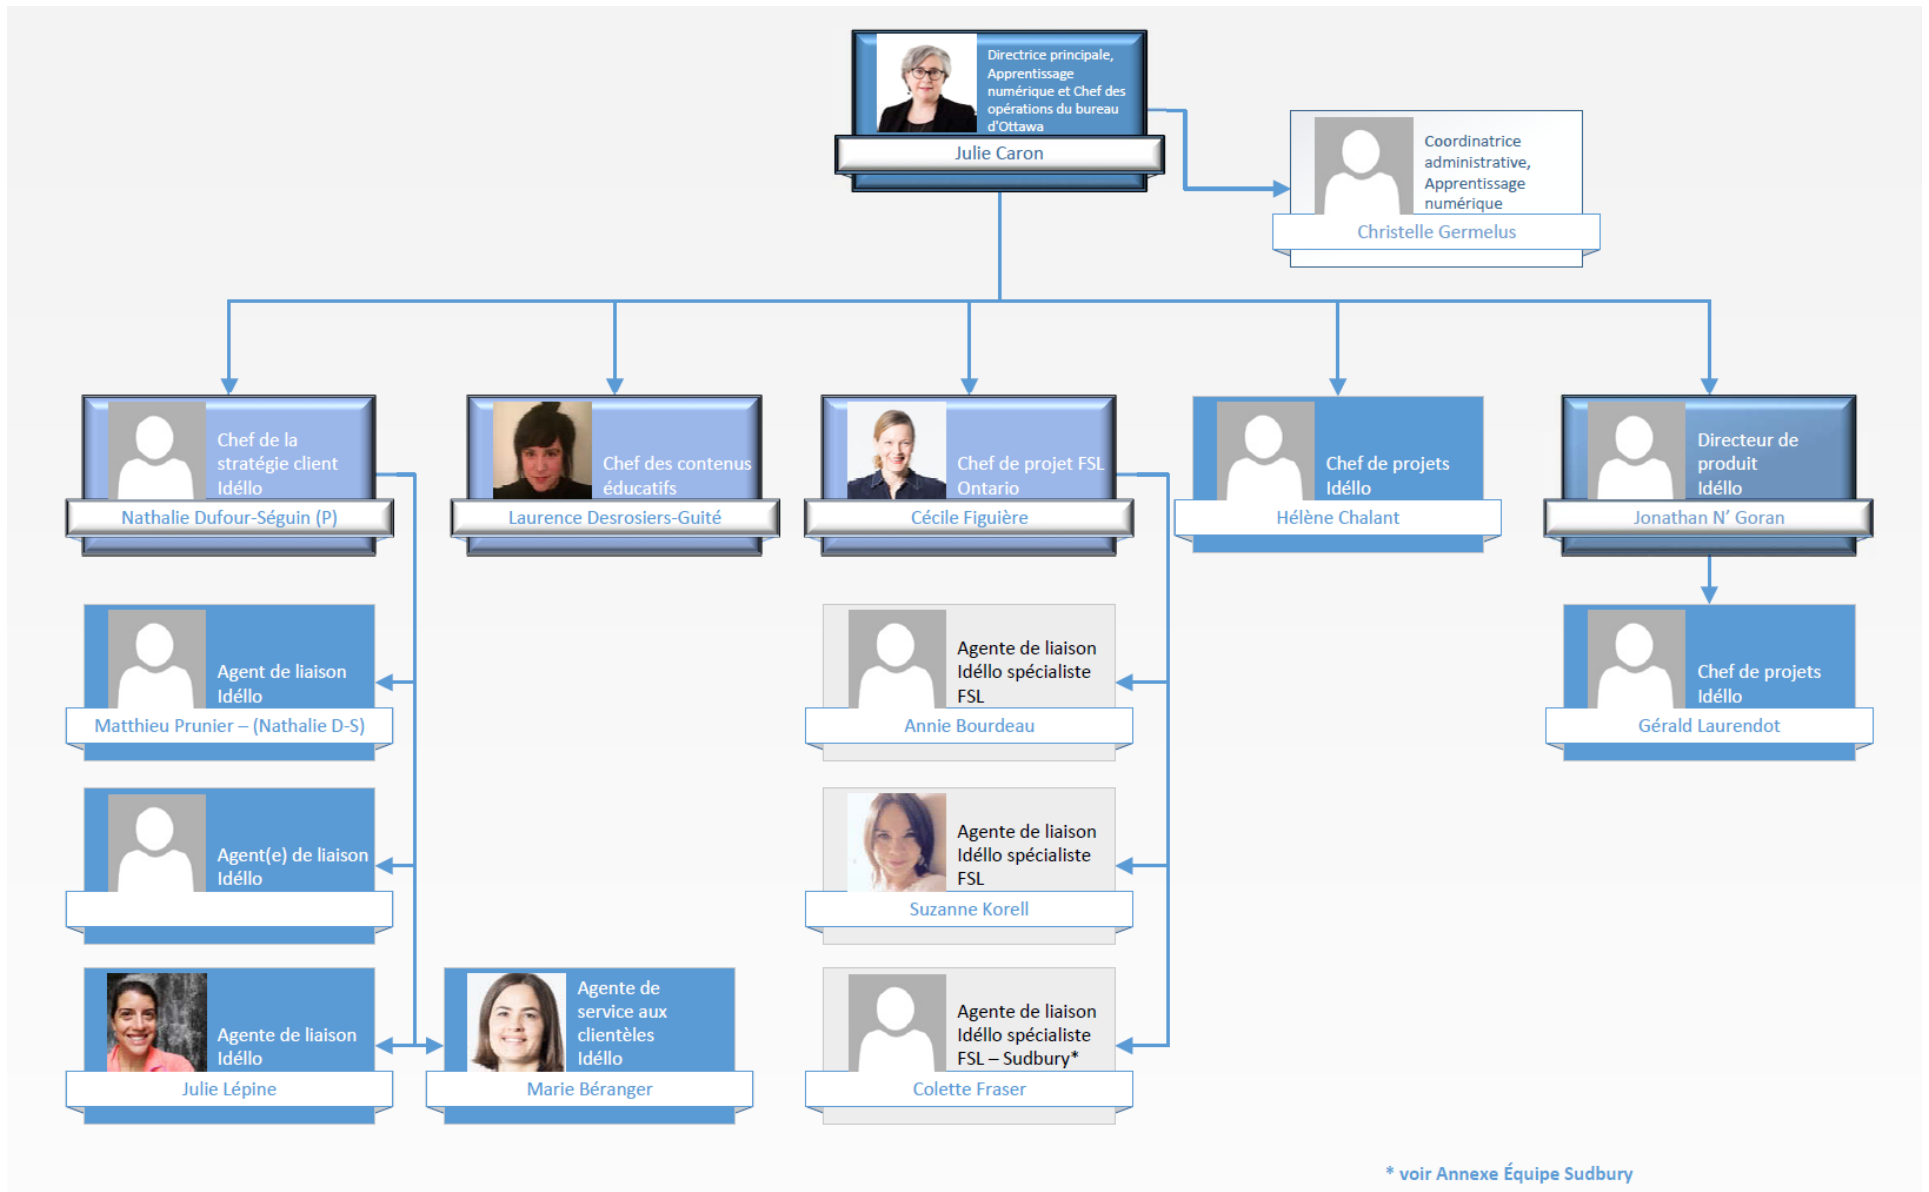 Directrice principale,
Apprentissage
numérique et Chef des
opérations du bureau
d'Ottawa
Julie Caron
Coordinatrice
administrative,
Apprentissage
numérique
Christelle Germelus
Chef de la
stratégie client
Idéllo
Nathalie Dufour-Séguin (P)
Chef des contenus
éducatifs
Laurence Desrosiers-Guité
Chef de projet FSL
Ontario
Cécile Figuière
Chef de projets
Idéllo
Hélène Chalant
Directeur de
produit
Idéllo
Jonathan N’ Goran
Agent de liaison
Idéllo
Matthieu Prunier – (Nathalie D-S)
Agente de liaison
Idéllo spécialiste
FSL
Annie Bourdeau
Chef de projets
Idéllo
Gérald Laurendot
Agent(e) de liaison
Idéllo
Agente de liaison
Idéllo spécialiste
FSL
Suzanne Korell
Agente de liaison
Idéllo
Julie Lépine
Agente de
service aux
clientèles
Idéllo
Marie Béranger
Agente de liaison
Idéllo spécialiste
FSL – Sudbury*
Colette Fraser
* voir Annexe Équipe Sudbury